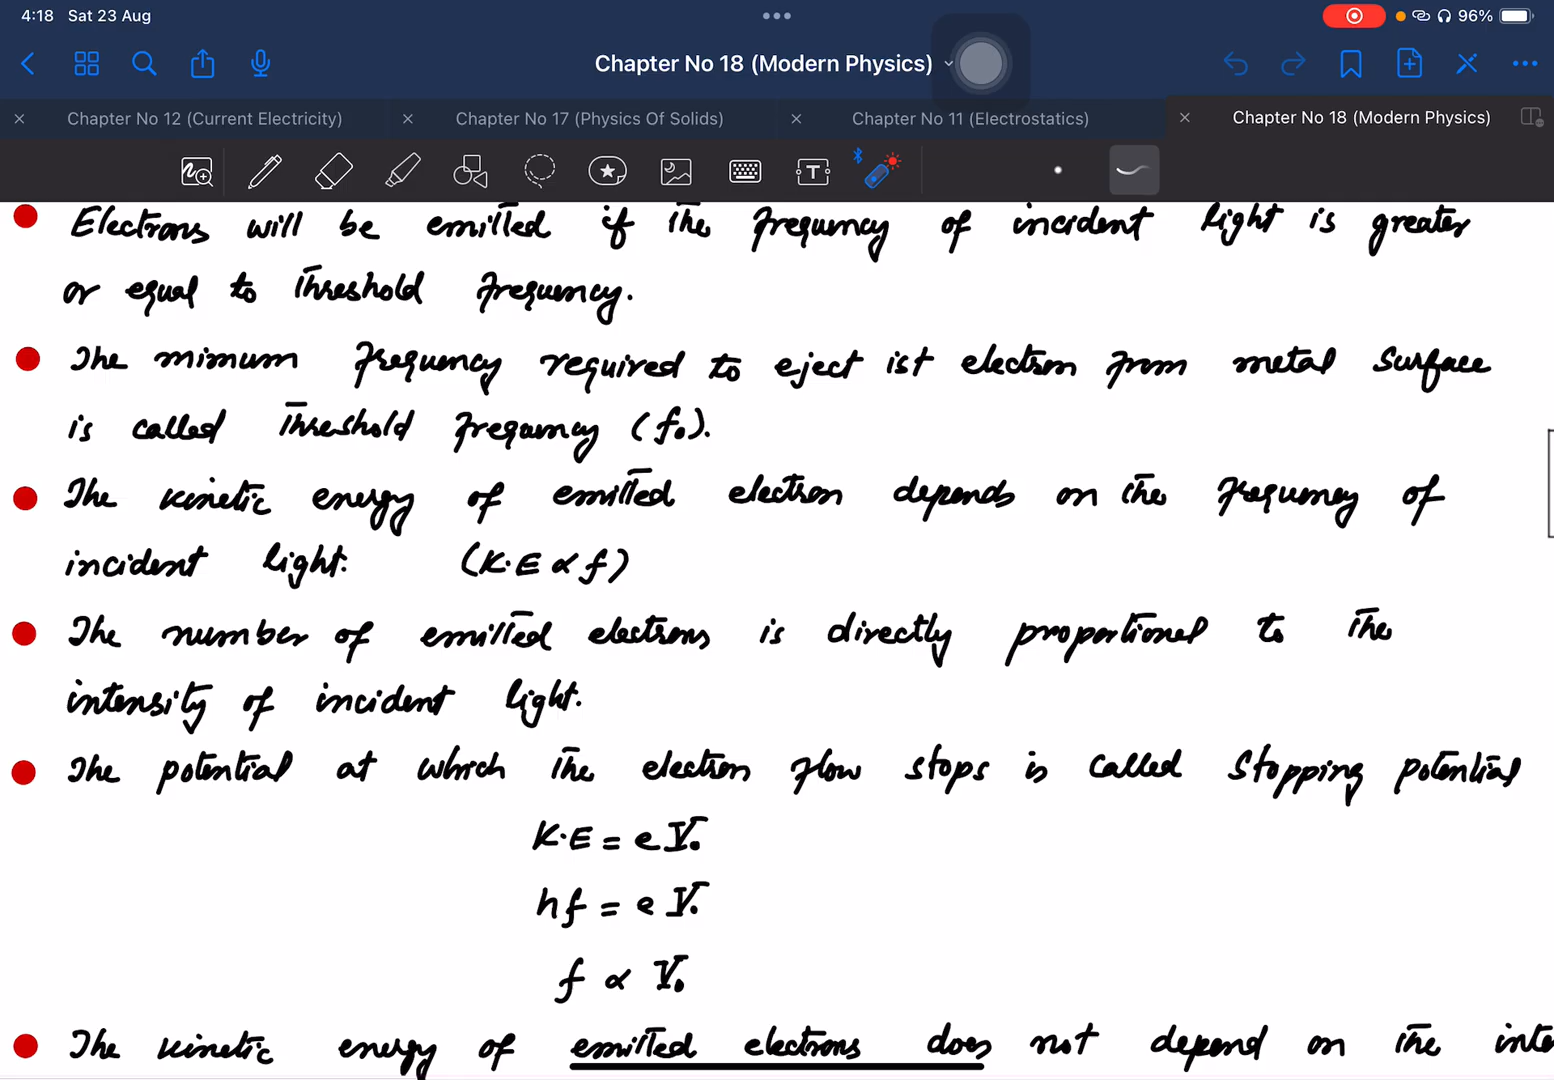 4:18 Sat 23 Aug
96%
Chapter No 18 (Modern Physics)
Chapter No 12 (Current Electricity)
Chapter No 17 (Physics Of Solids)
Chapter No 11 (Electrostatics)
Chapter No 18 (Modern Physics)
Electrons will be emitted if the frequency of incident light is greater
or equal to threshold frequency.
The mimum frequency required to eject ist electron from metal surface
is called threshold frequency (f₀).
The kinetic energy of emitted electron depends on the frequency of
incident light. (K.E ∝ f)
The number of emitted electrons is directly proportional to the
intensity of incident light.
The potential at which the electron flow stops is called stopping potential
K.E = eV₀
hf = eV₀
f ∝ V₀
The kinetic energy of emitted electrons does not depend on the inte